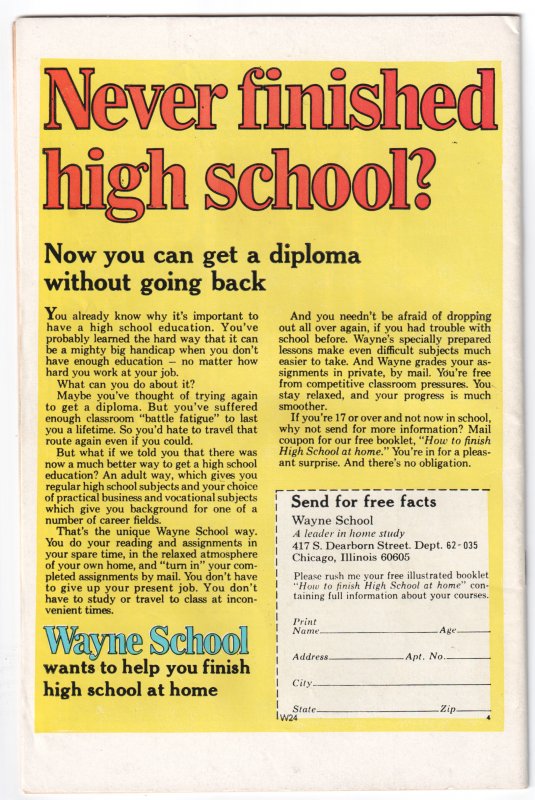 Never finished
high school?
Now you can get a diploma
without going back
You already know why it's important to
have a high school education. You've
probably learned the hard way that it can
be a mighty big handicap when you don't
have enough education – no matter how
hard you work at your job.
What can you do about it?
Maybe you've thought of trying again
to get a diploma. But you've suffered
enough classroom "battle fatigue" to last
you a lifetime. So you'd hate to travel that
route again even if you could.
But what if we told you that there was
now a much better way to get a high school
education? An adult way, which gives you
regular high school subjects and your choice
of practical business and vocational subjects
which give you background for one of a
number of career fields.
That's the unique Wayne School way.
You do your reading and assignments in
your spare time, in the relaxed atmosphere
of your own home, and "turn in" your com-
pleted assignments by mail. You don't have
to give up your present job. You don't
have to study or travel to class at incon-
venient times.
Wayne School
wants to help you finish
high school at home
And you needn't be afraid of dropping
out all over again, if you had trouble with
school before. Wayne's specially prepared
lessons make even difficult subjects much
easier to take. And Wayne grades your as-
signments in private, by mail. You're free
from competitive classroom pressures. You
stay relaxed, and your progress is much
smoother.
If you're 17 or over and not now in school,
why not send for more information? Mail
coupon for our free booklet, "How to finish
High School at home." You're in for a pleas-
ant surprise. And there's no obligation.
Send for free facts
Wayne School
A leader in home study
417 S. Dearborn Street. Dept. 62-035
Chicago, Illinois 60605
Please rush me your free illustrated booklet
"How to finish High School at home" con-
taining full information about your courses.
Print
Name Age
Address Apt. No.
City
State Zip
W24 4